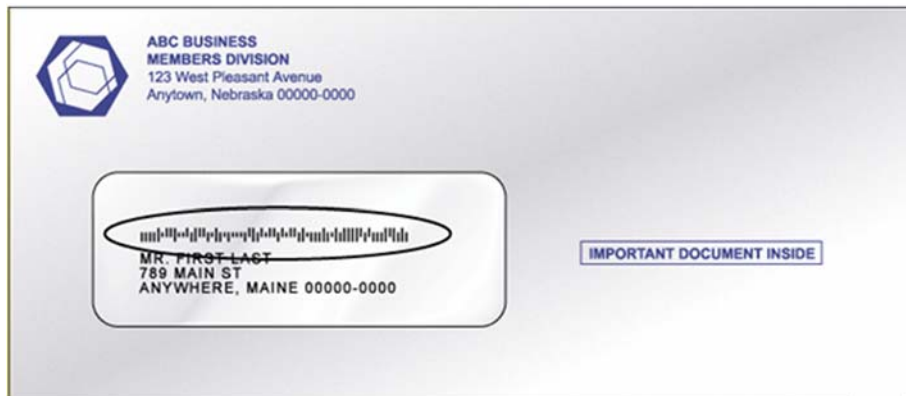 ABC BUSINESS
MEMBERS DIVISION
123 West Pleasant Avenue
Anytown, Nebraska 00000-0000
MR. FIRST LAST
789 MAIN ST
ANYWHERE, MAINE 00000-0000
IMPORTANT DOCUMENT INSIDE